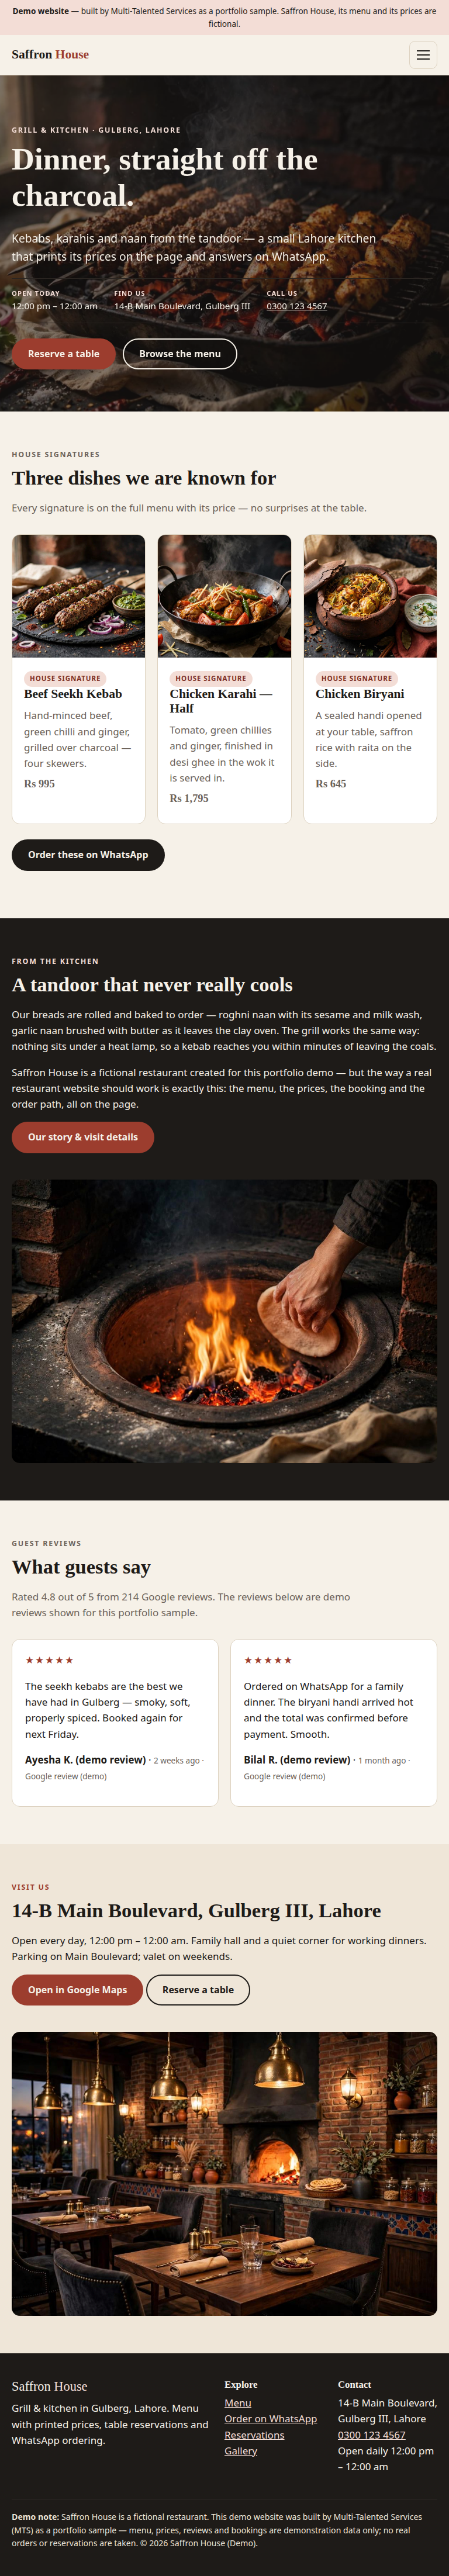 Demo website — built by Multi-Talented Services as a portfolio sample. Saffron House, its menu and its prices are
fictional.
Saffron House
GRILL & KITCHEN · GULBERG, LAHORE
Dinner, straight off the
charcoal.
Kebabs, karahis and naan from the tandoor — a small Lahore kitchen
that prints its prices on the page and answers on WhatsApp.
OPEN TODAY
12:00 pm – 12:00 am
FIND US
14-B Main Boulevard, Gulberg III
CALL US
0300 123 4567
Reserve a table
Browse the menu
HOUSE SIGNATURES
Three dishes we are known for
Every signature is on the full menu with its price — no surprises at the table.
HOUSE SIGNATURE
Beef Seekh Kebab
Hand-minced beef,
green chilli and ginger,
grilled over charcoal —
four skewers.
Rs 995
HOUSE SIGNATURE
Chicken Karahi —
Half
Tomato, green chillies
and ginger, finished in
desi ghee in the wok it
is served in.
Rs 1,795
HOUSE SIGNATURE
Chicken Biryani
A sealed handi opened
at your table, saffron
rice with raita on the
side.
Rs 645
Order these on WhatsApp
FROM THE KITCHEN
A tandoor that never really cools
Our breads are rolled and baked to order — roghni naan with its sesame and milk wash,
garlic naan brushed with butter as it leaves the clay oven. The grill works the same way:
nothing sits under a heat lamp, so a kebab reaches you within minutes of leaving the coals.
Saffron House is a fictional restaurant created for this portfolio demo — but the way a real
restaurant website should work is exactly this: the menu, the prices, the booking and the
order path, all on the page.
Our story & visit details
GUEST REVIEWS
What guests say
Rated 4.8 out of 5 from 214 Google reviews. The reviews below are demo
reviews shown for this portfolio sample.
★★★★★
The seekh kebabs are the best we
have had in Gulberg — smoky, soft,
properly spiced. Booked again for
next Friday.
Ayesha K. (demo review) · 2 weeks ago ·
Google review (demo)
★★★★★
Ordered on WhatsApp for a family
dinner. The biryani handi arrived hot
and the total was confirmed before
payment. Smooth.
Bilal R. (demo review) · 1 month ago ·
Google review (demo)
VISIT US
14-B Main Boulevard, Gulberg III, Lahore
Open every day, 12:00 pm – 12:00 am. Family hall and a quiet corner for working dinners.
Parking on Main Boulevard; valet on weekends.
Open in Google Maps
Reserve a table
Saffron House
Grill & kitchen in Gulberg, Lahore. Menu
with printed prices, table reservations and
WhatsApp ordering.
Explore
Menu
Order on WhatsApp
Reservations
Gallery
Contact
14-B Main Boulevard,
Gulberg III, Lahore
0300 123 4567
Open daily 12:00 pm
– 12:00 am
Demo note: Saffron House is a fictional restaurant. This demo website was built by Multi-Talented Services
(MTS) as a portfolio sample — menu, prices, reviews and bookings are demonstration data only; no real
orders or reservations are taken. © 2026 Saffron House (Demo).